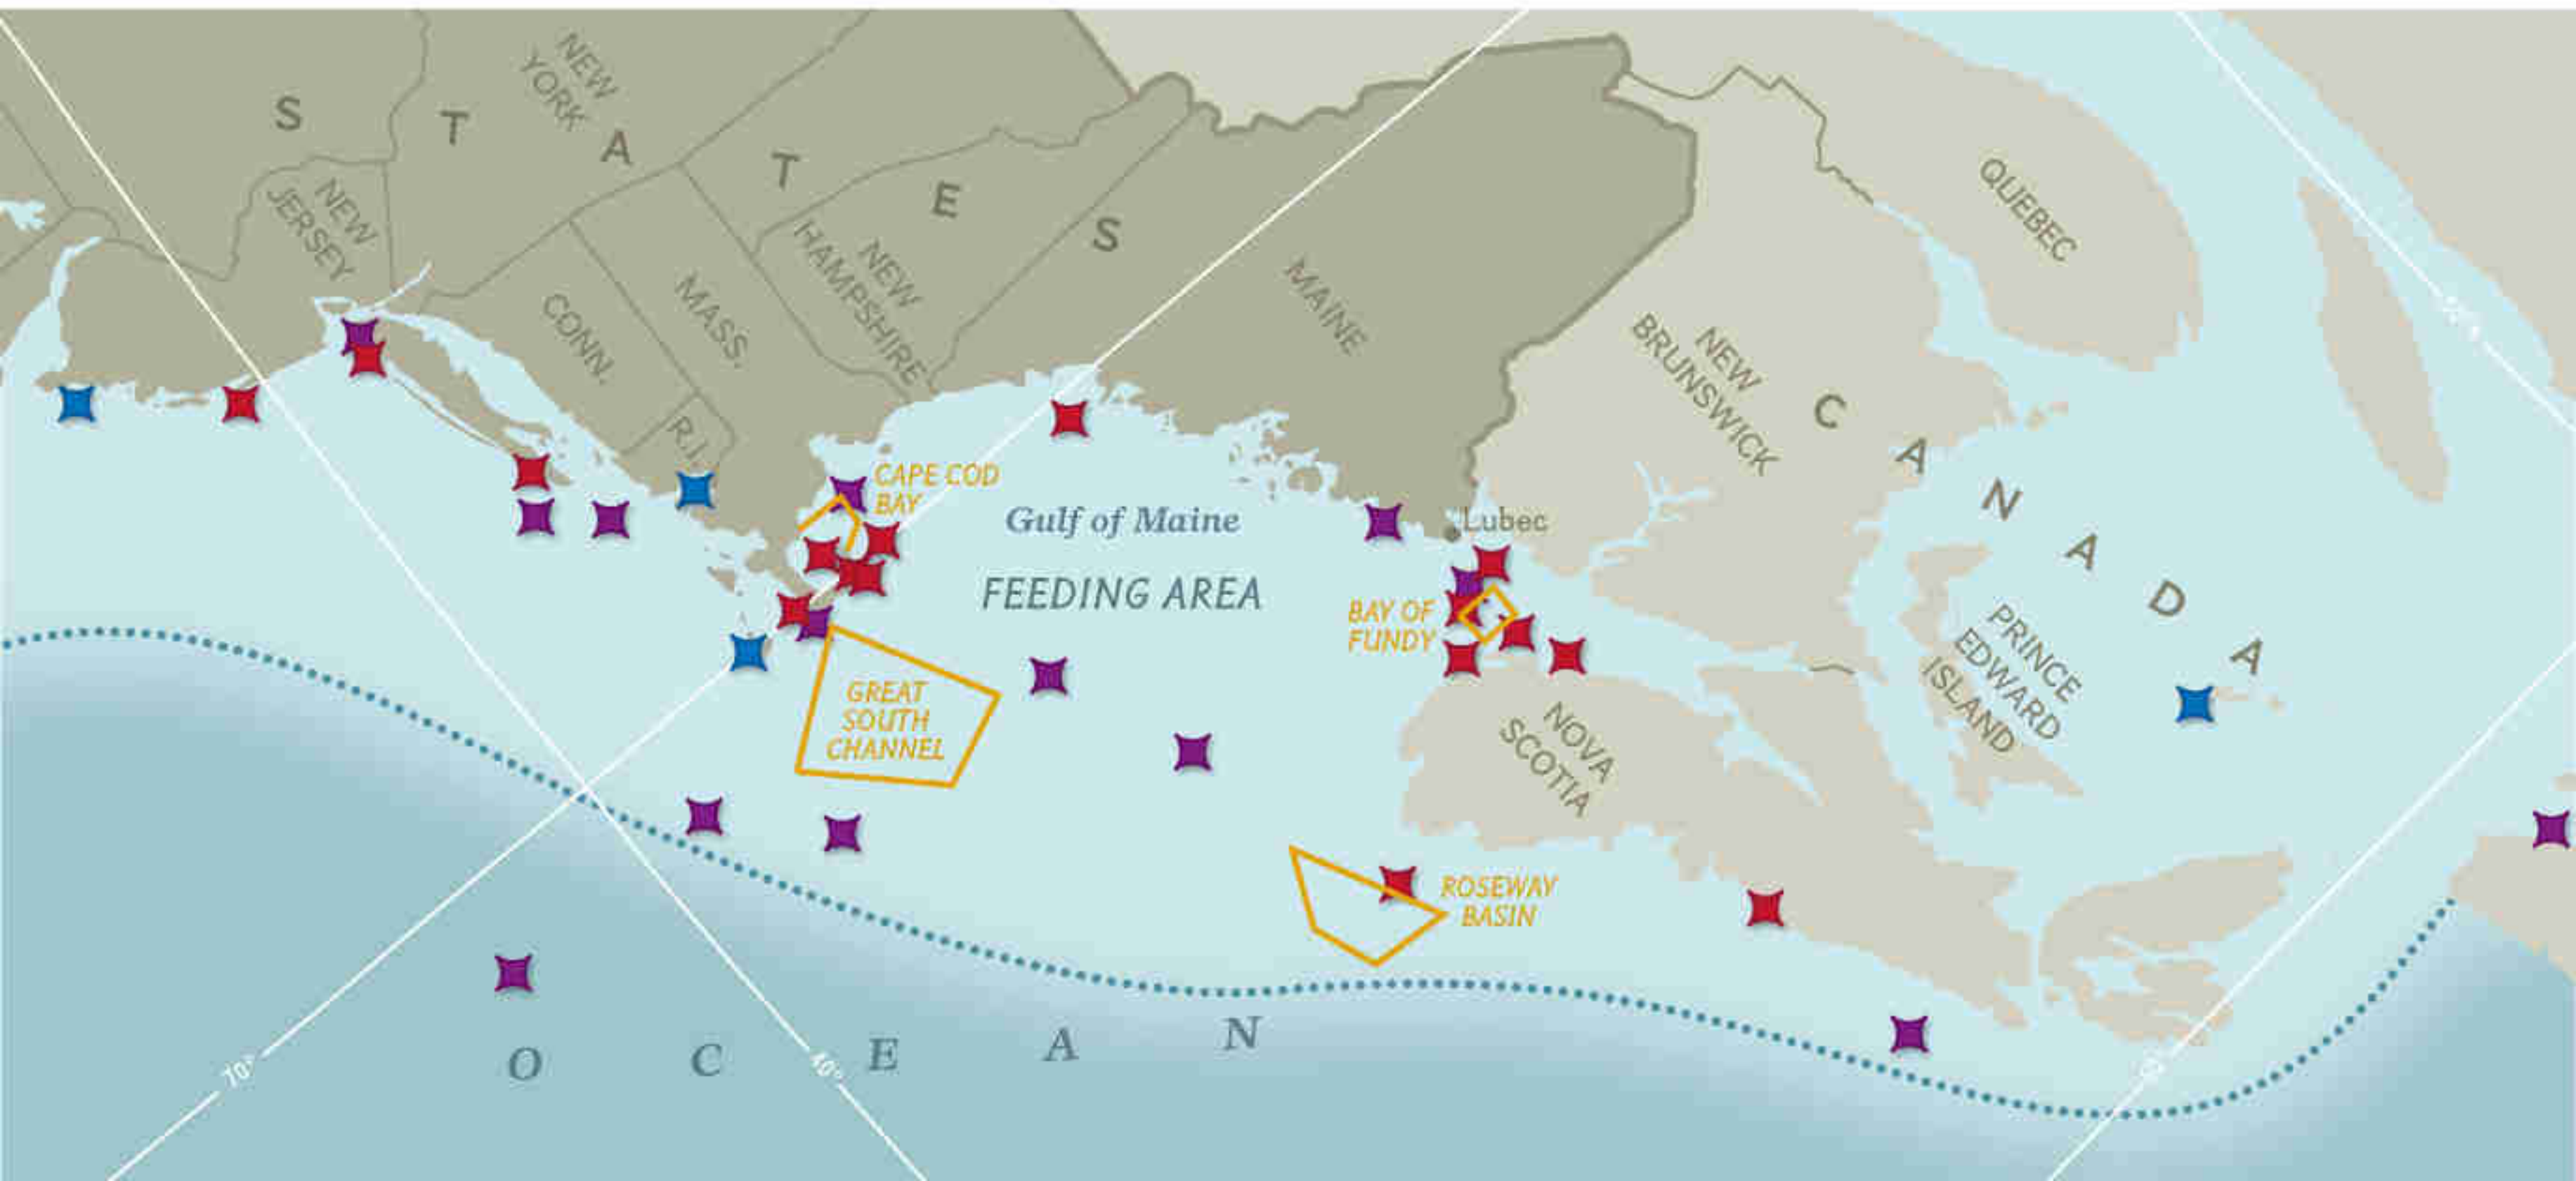 S T A T E S
NEW
YORK
NEW
JERSEY
CONN.
MASS.
R.I.
NEW
HAMPSHIRE
MAINE
QUEBEC
NEW
BRUNSWICK
C A N A D A
PRINCE
EDWARD
ISLAND
NOVA
SCOTIA
Lubec
CAPE COD
BAY
Gulf of Maine
FEEDING AREA
BAY OF
FUNDY
GREAT
SOUTH
CHANNEL
ROSEWAY
BASIN
O C E A N
70°
40°